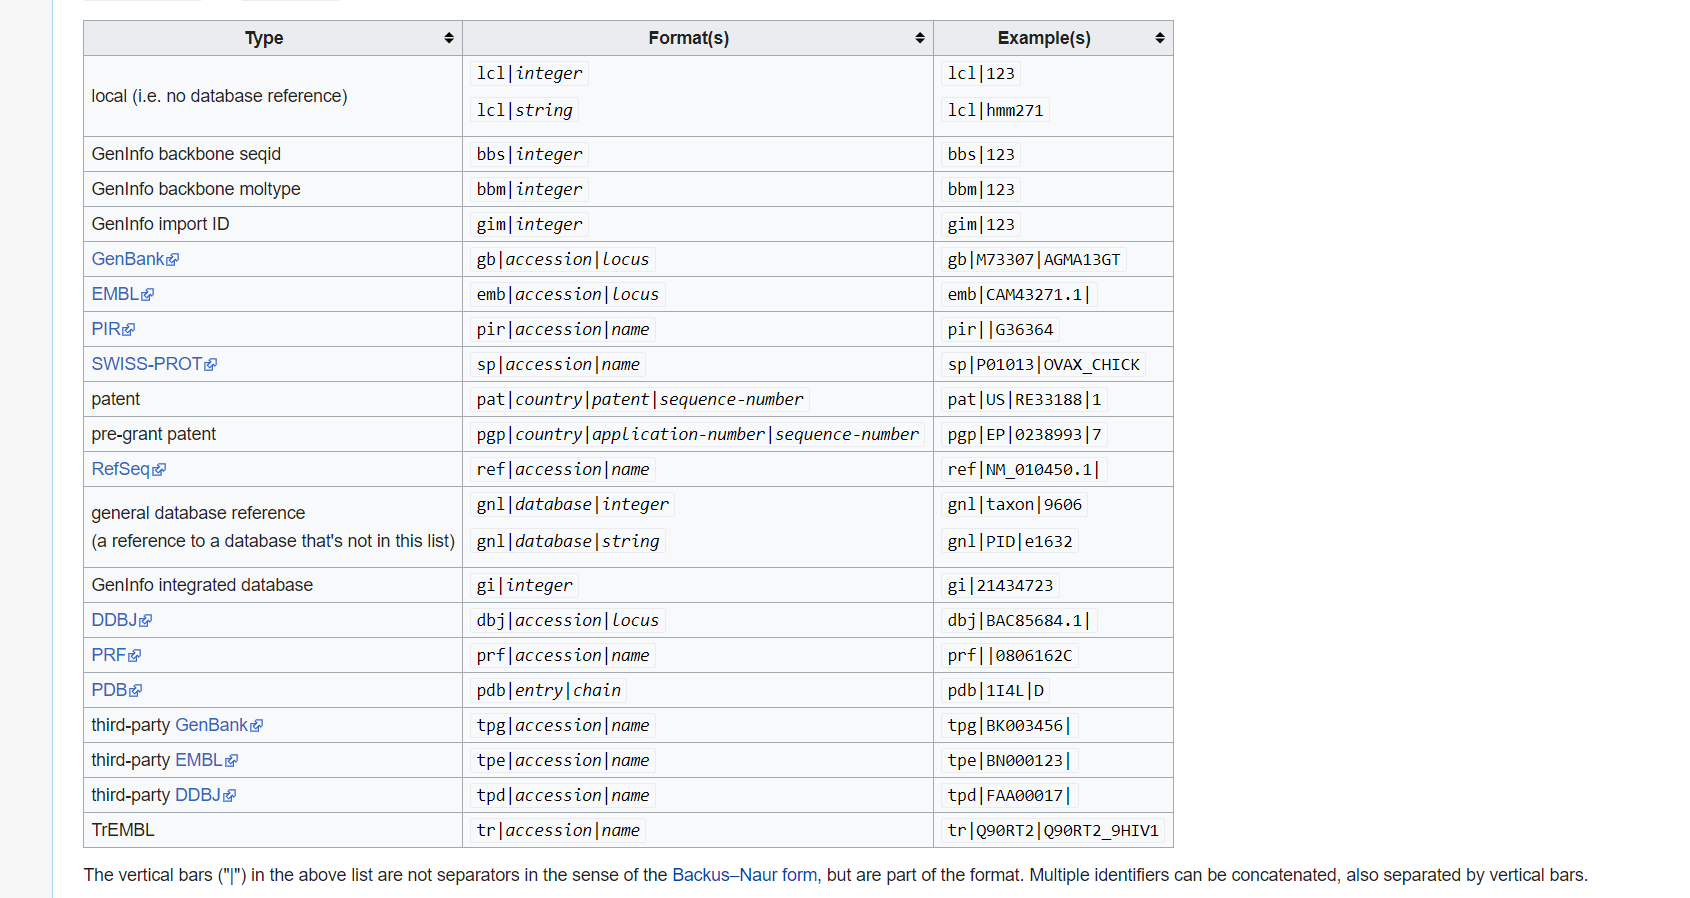 Type Format(s) Example(s)
local (i.e. no database reference) lcl|integer lcl|123
lcl|string lcl|hmm271
GenInfo backbone seqid bbs|integer bbs|123
GenInfo backbone moltype bbm|integer bbm|123
GenInfo import ID gim|integer gim|123
GenBank gb|accession|locus gb|M73307|AGMA13GT
EMBL emb|accession|locus emb|CAM43271.1|
PIR pir|accession|name pir||G36364
SWISS-PROT sp|accession|name sp|P01013|OVAX_CHICK
patent pat|country|patent|sequence-number pat|US|RE33188|1
pre-grant patent pgp|country|application-number|sequence-number pgp|EP|0238993|7
RefSeq ref|accession|name ref|NM_010450.1|
general database reference gnl|database|integer gnl|taxon|9606
(a reference to a database that's not in this list) gnl|database|string gnl|PID|e1632
GenInfo integrated database gi|integer gi|21434723
DDBJ dbj|accession|locus dbj|BAC85684.1|
PRF prf|accession|name prf||0806162C
PDB pdb|entry|chain pdb|1I4L|D
third-party GenBank tpg|accession|name tpg|BK003456|
third-party EMBL tpe|accession|name tpe|BN000123|
third-party DDBJ tpd|accession|name tpd|FAA00017|
TrEMBL tr|accession|name tr|Q90RT2|Q90RT2_9HIV1
The vertical bars ("|") in the above list are not separators in the sense of the Backus–Naur form, but are part of the format. Multiple identifiers can be concatenated, also separated by vertical bars.